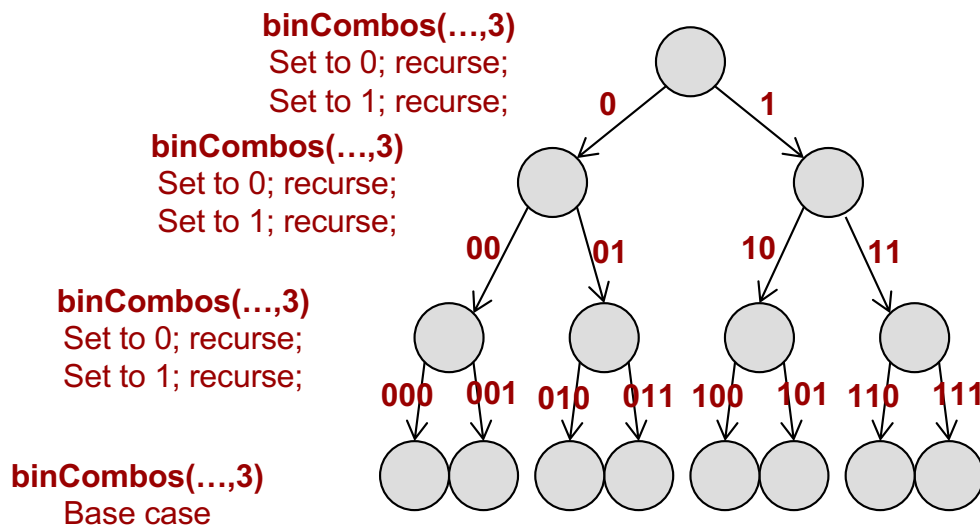 binCombos(…,3)
Set to 0; recurse;
Set to 1; recurse;
0 1
binCombos(…,3)
Set to 0; recurse;
Set to 1; recurse;
00 01 10 11
binCombos(…,3)
Set to 0; recurse;
Set to 1; recurse;
000 001 010 011 100 101 110 111
binCombos(…,3)
Base case